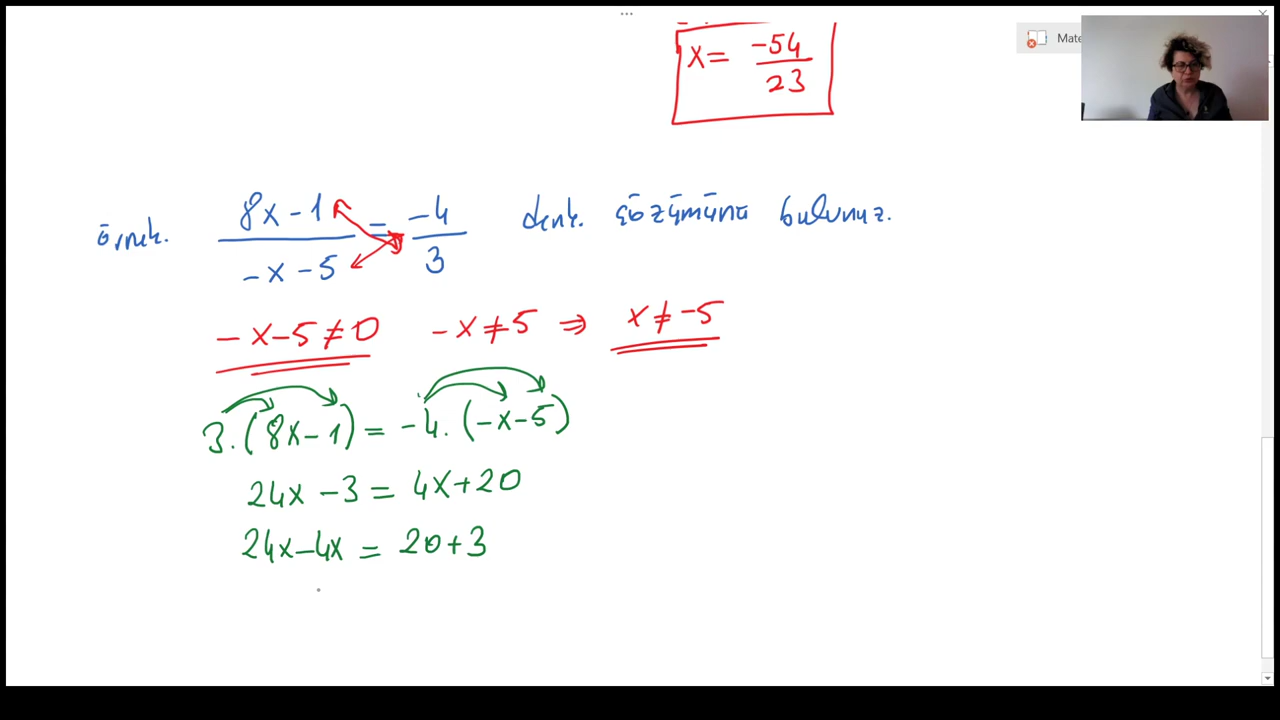 x = -54/23
Mate
örnek. 8x - 1 / -x - 5 = -4 / 3 denk. çözümünü bulunuz.
-x-5≠0 -x≠5 ⇒ x≠-5
3.(8x-1) = -4.(-x-5)
24x - 3 = 4x+20
24x-4x = 20+3